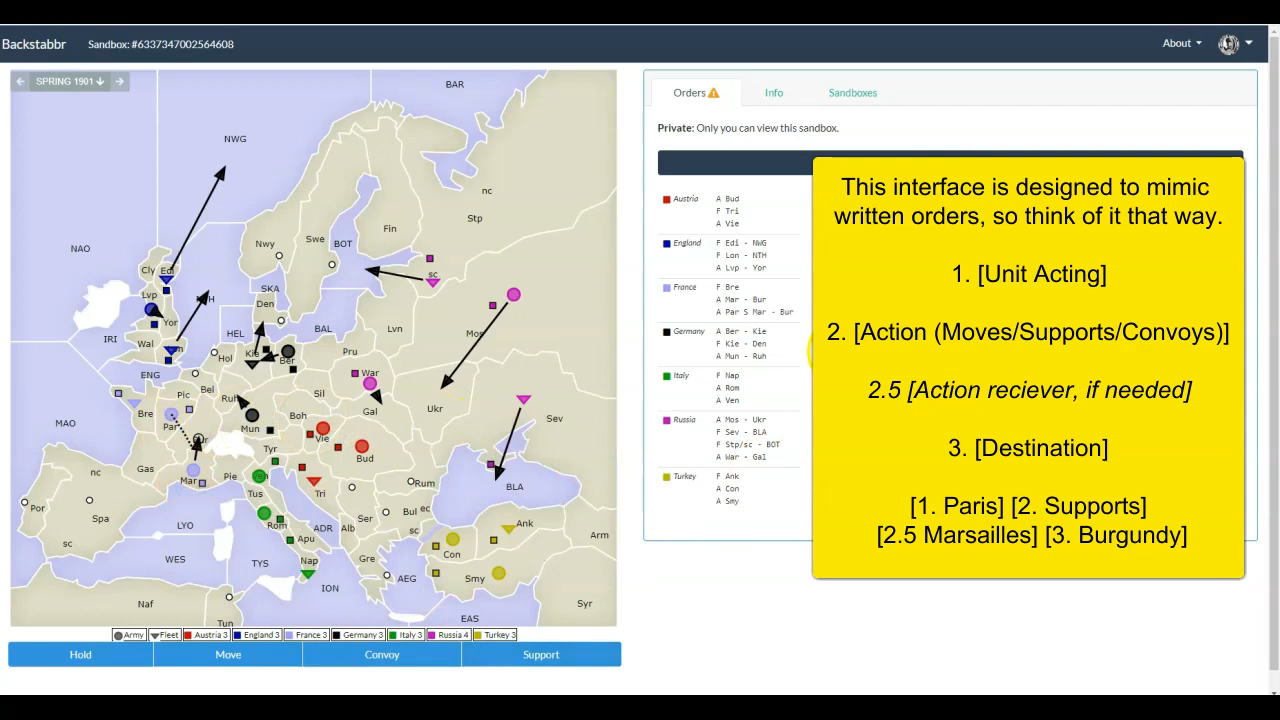 Backstabbr Sandbox: #6337347002564608 About
SPRING 1901
Orders Info Sandboxes
Private: Only you can view this sandbox.
Austria A Bud
F Tri
A Vie
England F Edi - NWG
F Lon - NTH
A Lvp - Yor
France F Bre
A Mar - Bur
A Par S Mar - Bur
Germany A Ber - Kie
F Kie - Den
A Mun - Ruh
Italy F Nap
A Rom
A Ven
Russia A Mos - Ukr
F Sev - BLA
F Stp/sc - BOT
A War - Gal
Turkey F Ank
A Con
A Smy
This interface is designed to mimic
written orders, so think of it that way.
1. [Unit Acting]
2. [Action (Moves/Supports/Convoys)]
2.5 [Action reciever, if needed]
3. [Destination]
[1. Paris] [2. Supports]
[2.5 Marsailles] [3. Burgundy]
BAR
NWG
nc
Stp
NAO
Nwy
Swe
BOT
Fin
sc
Cly
Edi
SKA
Lvp
Den
Yor
HEL
BAL
Lvn
Mos
IRI
Wal
Hol
Kie
Ber
Pru
ENG
Bel
War
Pic
Ruh
Sil
Gal
Ukr
Sev
MAO
Bre
Par
Mun
Boh
Vie
Bud
Gas
Tyr
nc
Mar
Pie
Ven
Tri
Rum
BLA
Por
Spa
Tus
Rom
Ser
Bul
ec
sc
sc
LYO
Apu
ADR
Alb
Ank
Arm
WES
TYS
Nap
Gre
Con
Smy
ION
AEG
Naf
Tun
EAS
Syr
Army Fleet Austria 3 England 3 France 3 Germany 3 Italy 3 Russia 4 Turkey 3
Hold Move Convoy Support